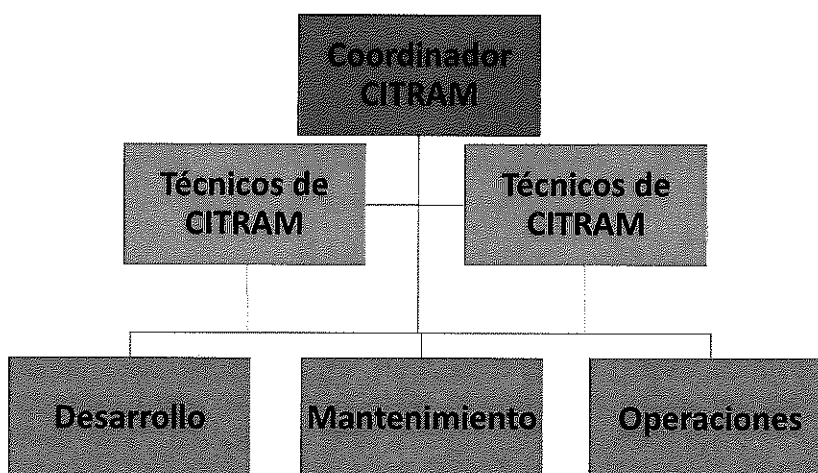 Coordinador
CITRAM
Técnicos de
CITRAM
Técnicos de
CITRAM
Desarrollo
Mantenimiento
Operaciones